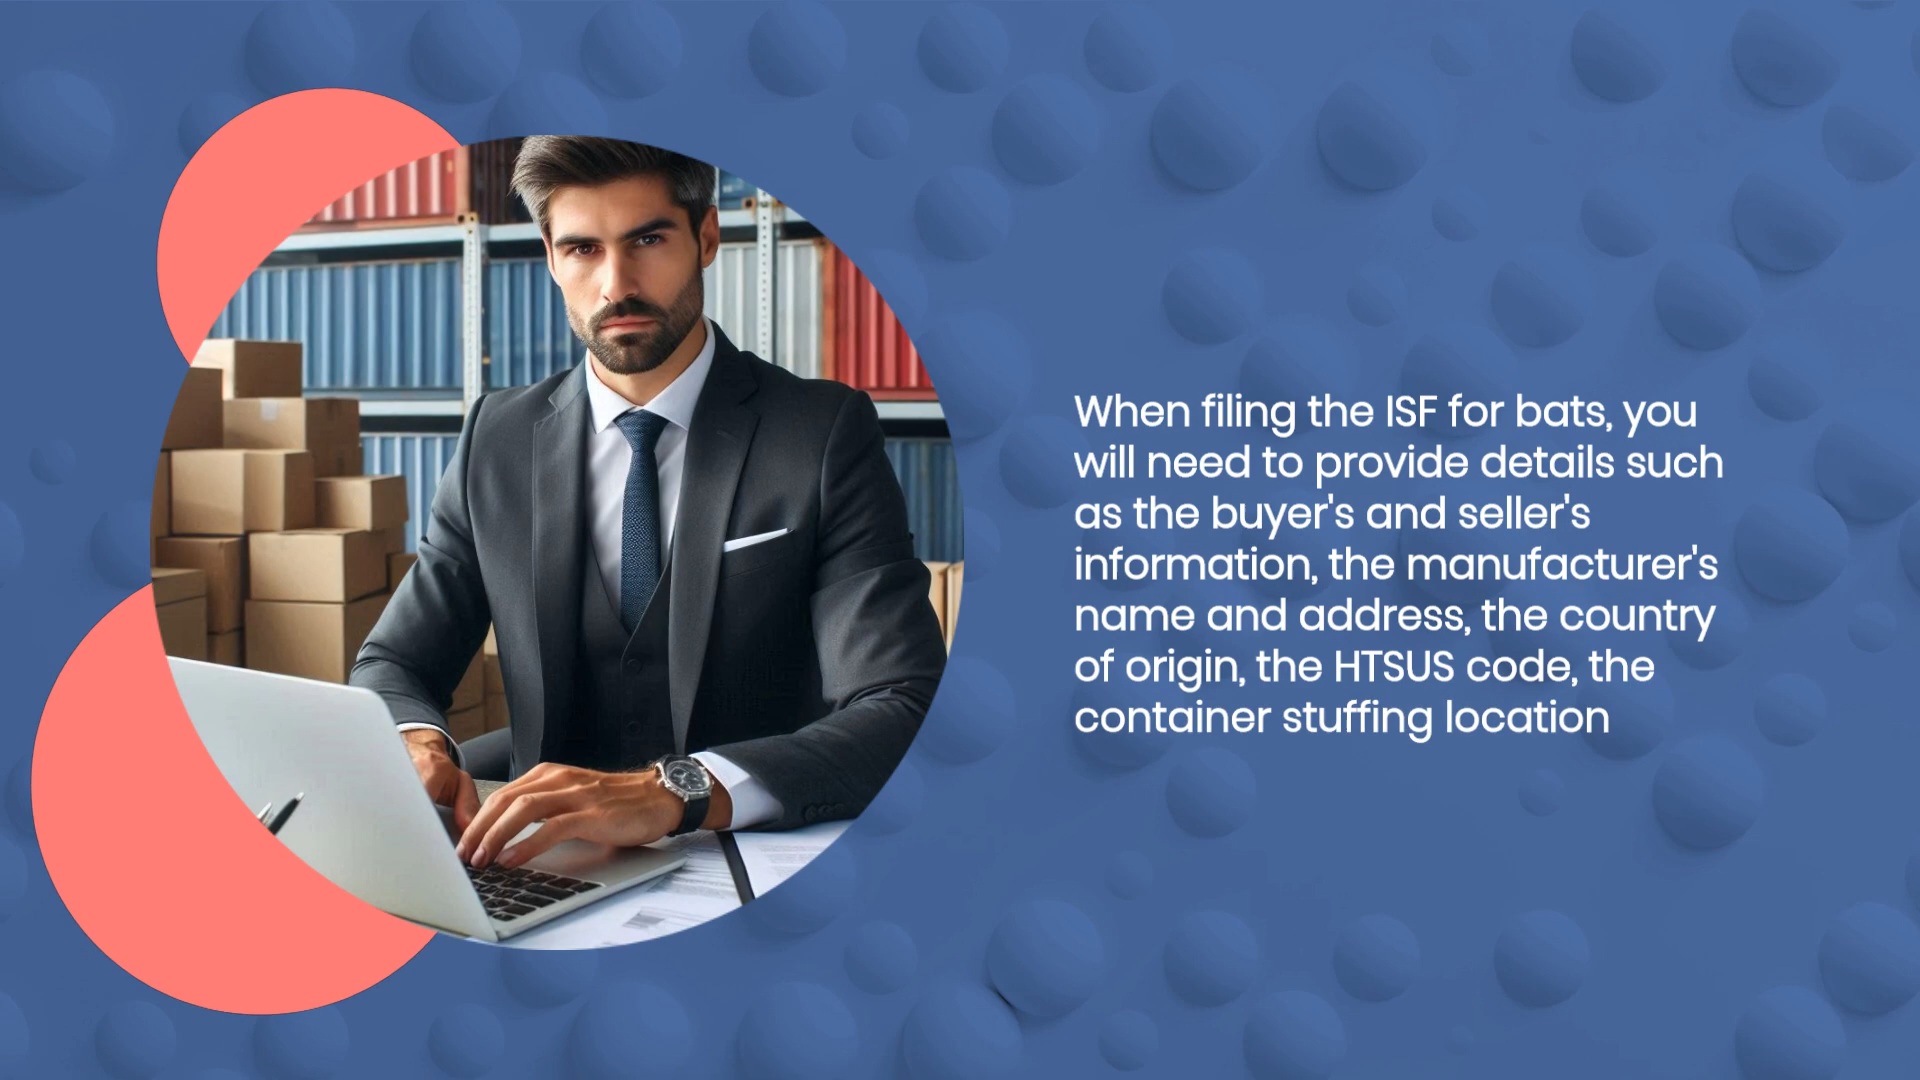 When filing the ISF for bats, you
will need to provide details such
as the buyer's and seller's
information, the manufacturer's
name and address, the country
of origin, the HTSUS code, the
container stuffing location